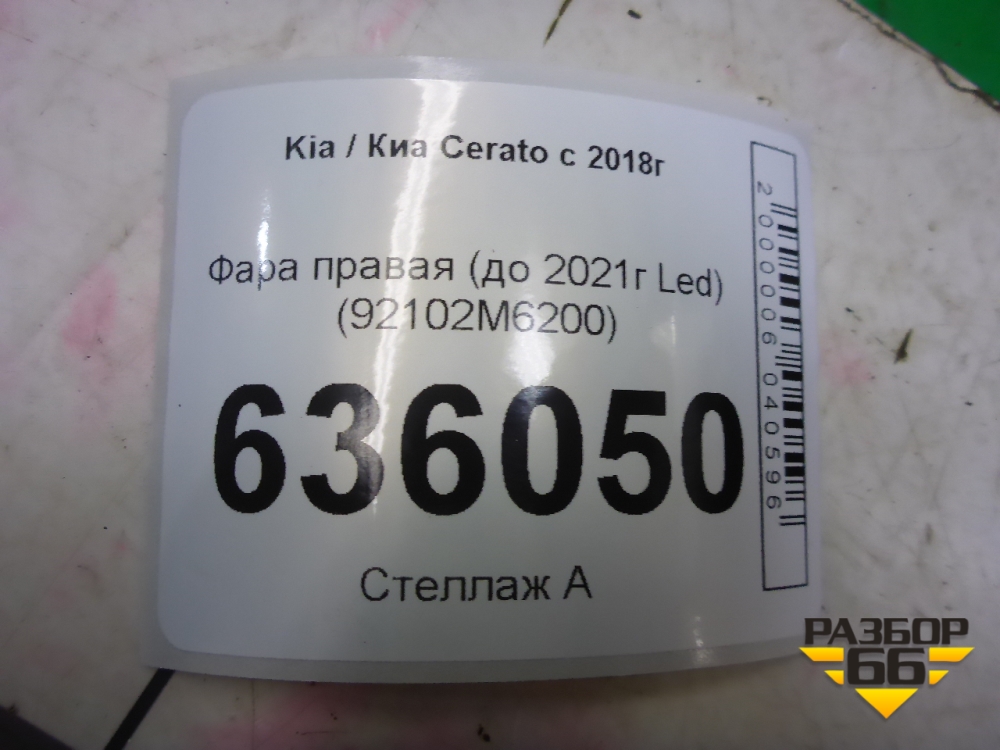 Kia / Киа Cerato с 2018г
Фара правая (до 2021г Led)
(92102M6200)
636050
Стеллаж А
2000006040596
РАЗБОР
66